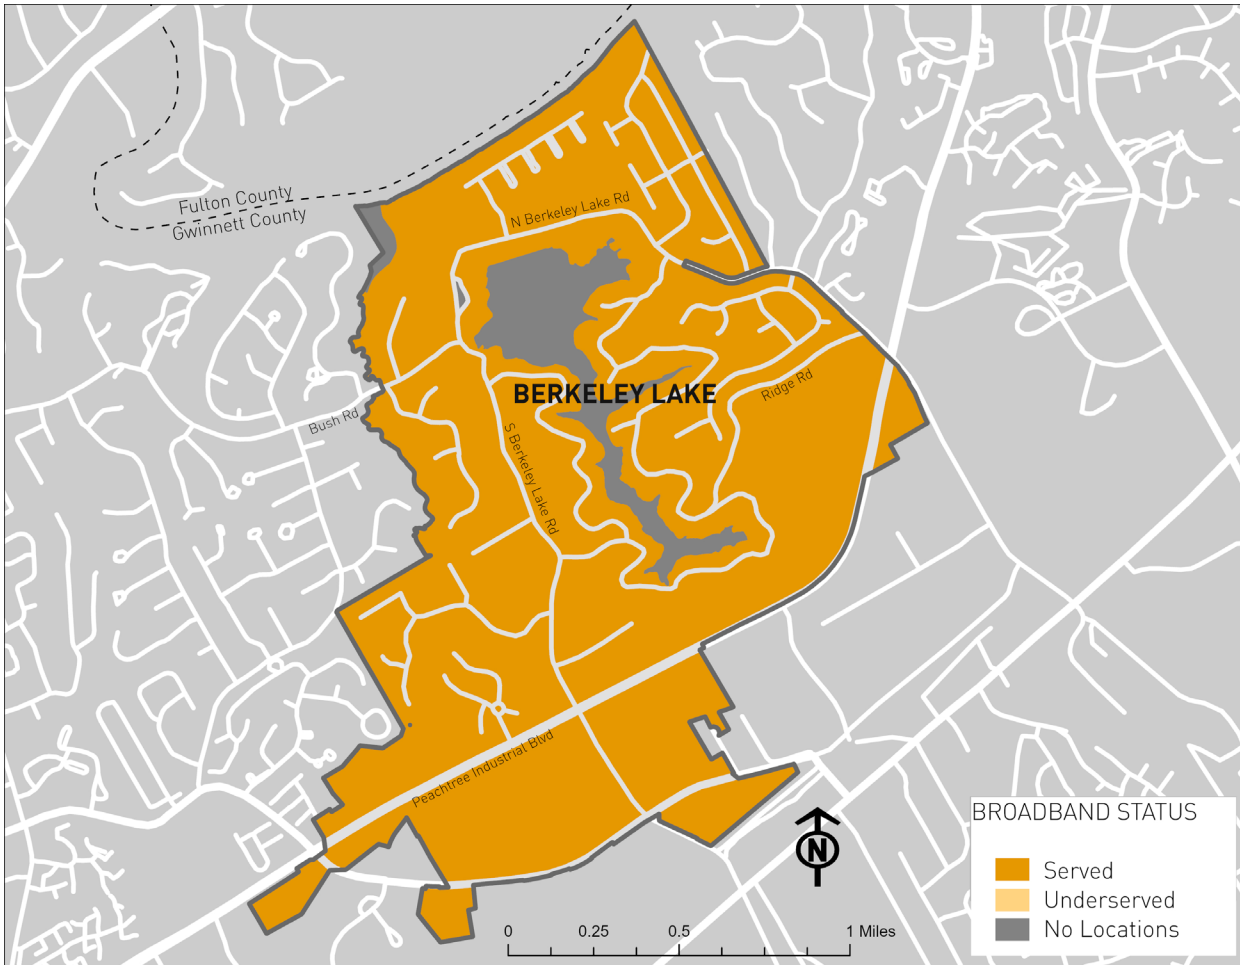 Fulton County
Gwinnett County
N Berkeley Lake Rd
BERKELEY LAKE
Ridge Rd
Bush Rd
S Berkeley Lake Rd
Peachtree Industrial Blvd
N
0 0.25 0.5 1 Miles
BROADBAND STATUS
Served
Underserved
No Locations